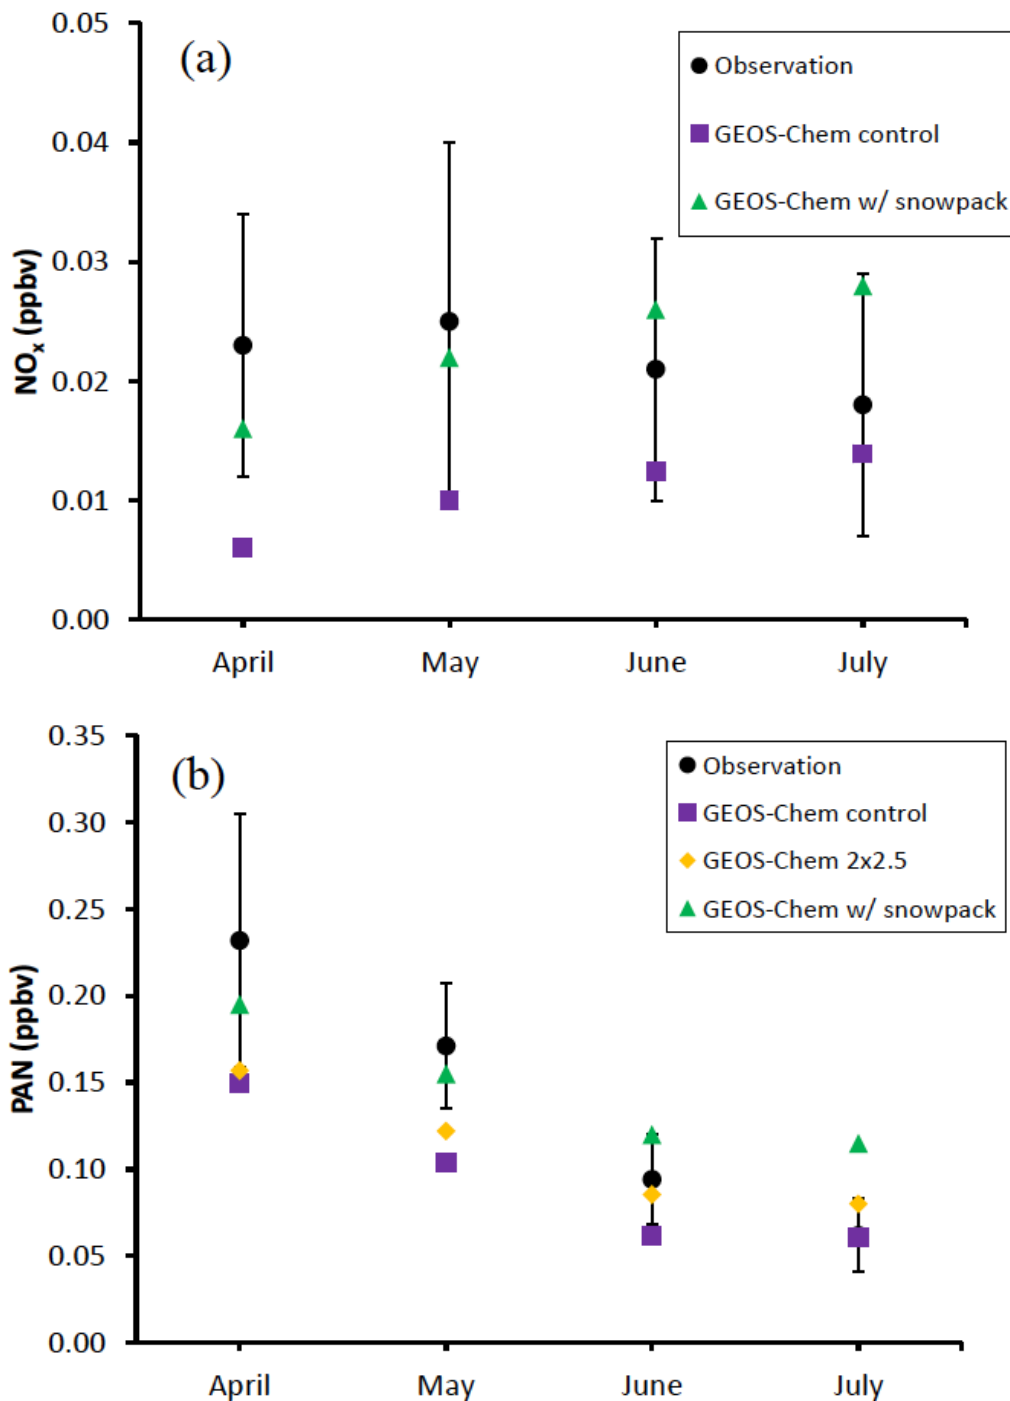 (a)
Observation
GEOS-Chem control
GEOS-Chem w/ snowpack
NOx (ppbv)
0.05
0.04
0.03
0.02
0.01
0.00
April May June July
(b)
Observation
GEOS-Chem control
GEOS-Chem 2x2.5
GEOS-Chem w/ snowpack
PAN (ppbv)
0.35
0.30
0.25
0.20
0.15
0.10
0.05
0.00
April May June July